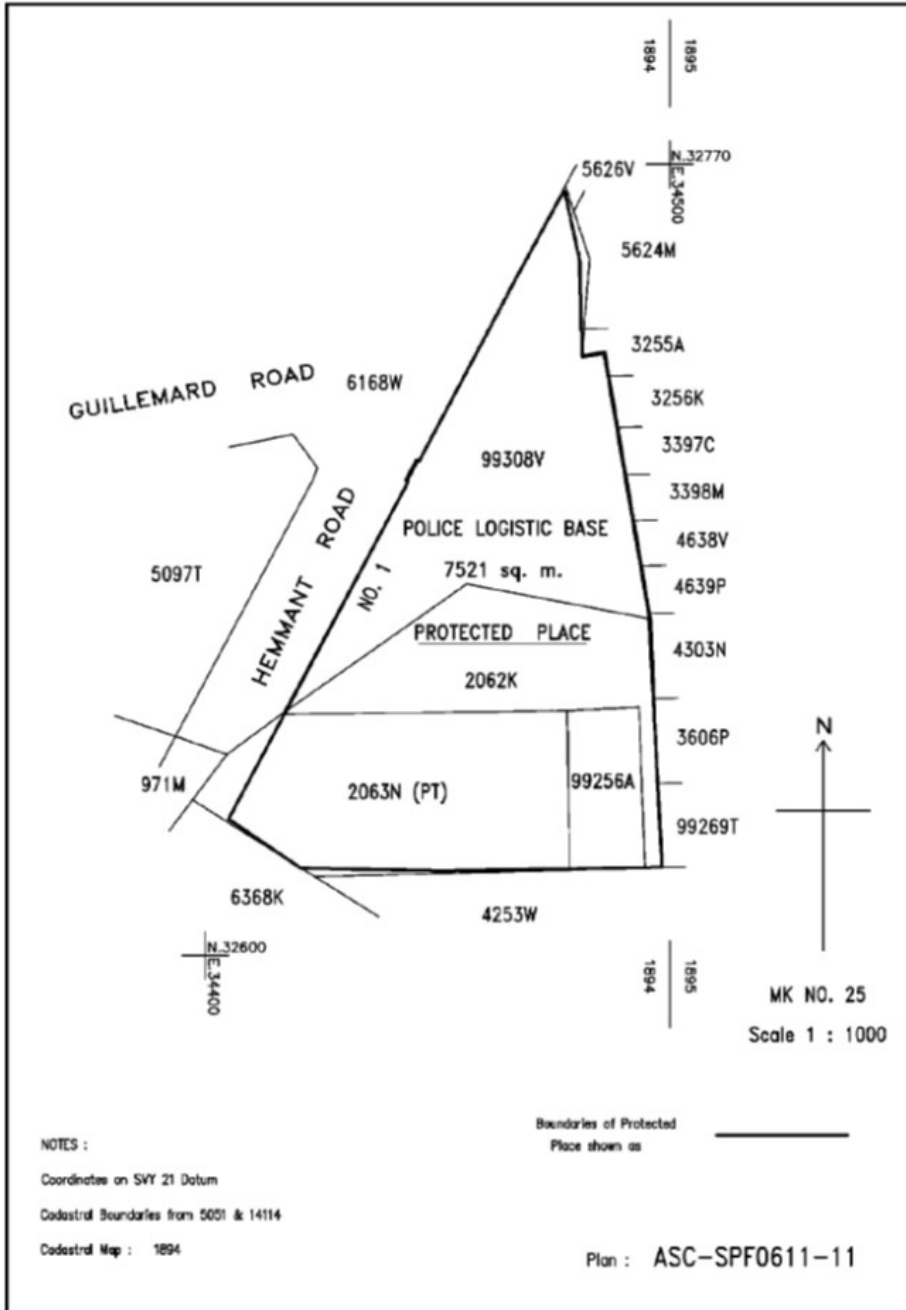 1894
1895
N.32770
E.34500
5626V
5624M
3255A
GUILLEMARD ROAD
6168W
3256K
3397C
99308V
3398M
HEMMANT ROAD
POLICE LOGISTIC BASE
4638V
5097T
7521 sq. m.
4639P
NO. 1
PROTECTED PLACE
4303N
2062K
3606P
N
971M
2063N (PT)
99256A
99269T
6368K
4253W
N.32600
E.34400
1894
1895
MK NO. 25
Scale 1 : 1000
Boundaries of Protected
Place shown as
NOTES :
Coordinates on SVY 21 Datum
Cadastral Boundaries from 5051 & 14114
Cadastral Map : 1894
Plan : ASC-SPF0611-11